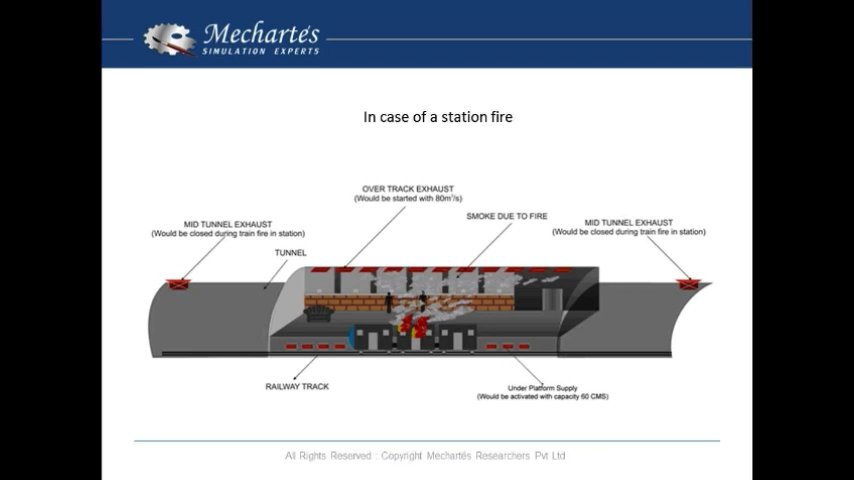 Mechartés
SIMULATION EXPERTS
In case of a station fire
OVER TRACK EXHAUST
(Would be started with 80m³/s)
SMOKE DUE TO FIRE
MID TUNNEL EXHAUST
(Would be closed during train fire in station)
MID TUNNEL EXHAUST
(Would be closed during train fire in station)
TUNNEL
RAILWAY TRACK
Under Platform Supply
(Would be activated with capacity 60 CMS)
All Rights Reserved : Copyright Mechartés Researchers Pvt Ltd